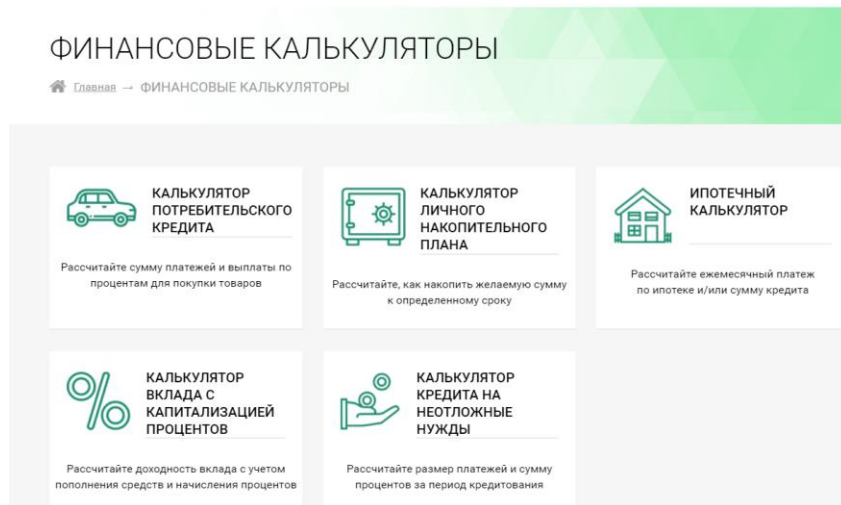 ФИНАНСОВЫЕ КАЛЬКУЛЯТОРЫ
Главная → ФИНАНСОВЫЕ КАЛЬКУЛЯТОРЫ
КАЛЬКУЛЯТОР
ПОТРЕБИТЕЛЬСКОГО
КРЕДИТА
Рассчитайте сумму платежей и выплаты по
процентам для покупки товаров
КАЛЬКУЛЯТОР
ЛИЧНОГО
НАКОПИТЕЛЬНОГО
ПЛАНА
Рассчитайте, как накопить желаемую сумму
к определенному сроку
ИПОТЕЧНЫЙ
КАЛЬКУЛЯТОР
Рассчитайте ежемесячный платеж
по ипотеке и/или сумму кредита
КАЛЬКУЛЯТОР
ВКЛАДА С
КАПИТАЛИЗАЦИЕЙ
ПРОЦЕНТОВ
Рассчитайте доходность вклада с учетом
пополнения средств и начисления процентов
КАЛЬКУЛЯТОР
КРЕДИТА НА
НЕОТЛОЖНЫЕ
НУЖДЫ
Рассчитайте размер платежей и сумму
процентов за период кредитования